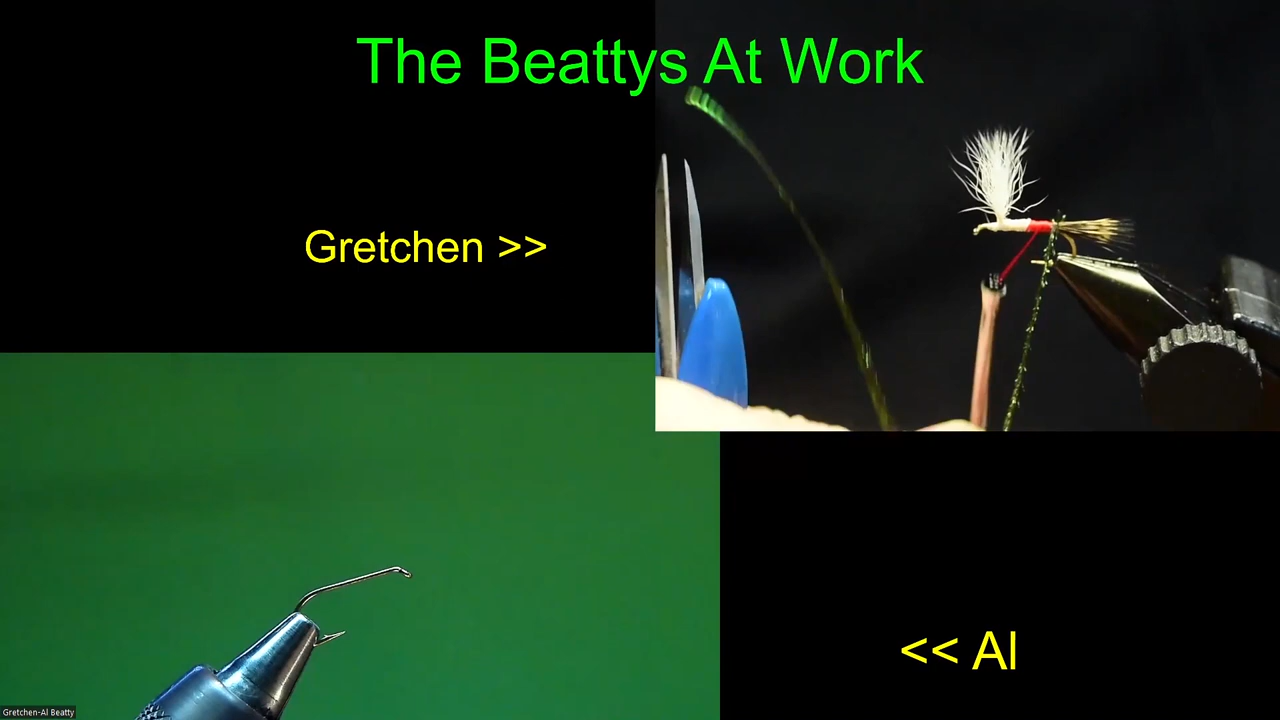 The Beattys At Work
Gretchen >>
<< Al
Gretchen-Al Beatty